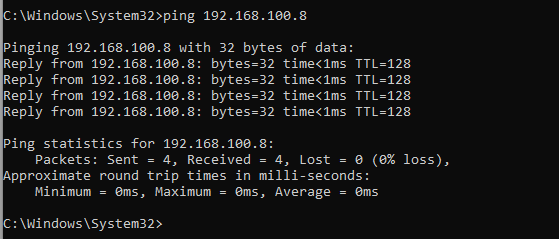 C:\Windows\System32>ping 192.168.100.8
Pinging 192.168.100.8 with 32 bytes of data:
Reply from 192.168.100.8: bytes=32 time<1ms TTL=128
Reply from 192.168.100.8: bytes=32 time<1ms TTL=128
Reply from 192.168.100.8: bytes=32 time<1ms TTL=128
Reply from 192.168.100.8: bytes=32 time<1ms TTL=128
Ping statistics for 192.168.100.8:
    Packets: Sent = 4, Received = 4, Lost = 0 (0% loss),
Approximate round trip times in milli-seconds:
    Minimum = 0ms, Maximum = 0ms, Average = 0ms
C:\Windows\System32>